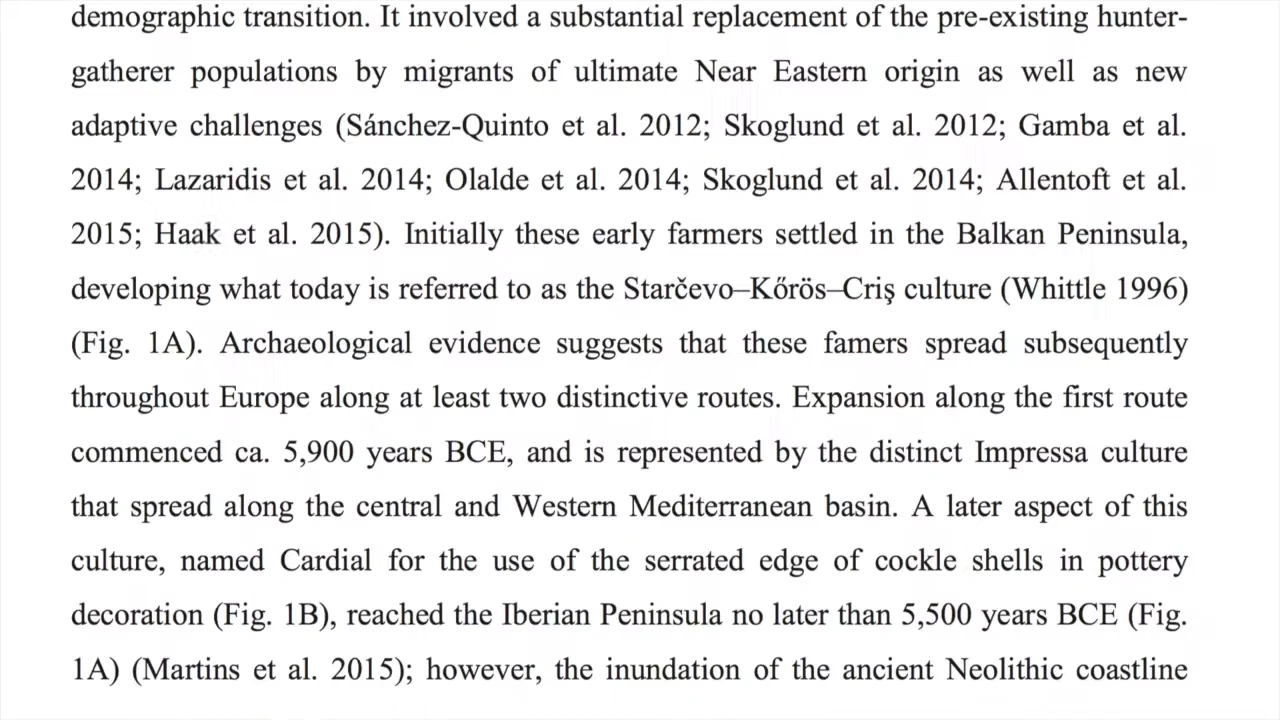 demographic transition. It involved a substantial replacement of the pre-existing hunter-
gatherer populations by migrants of ultimate Near Eastern origin as well as new
adaptive challenges (Sánchez-Quinto et al. 2012; Skoglund et al. 2012; Gamba et al.
2014; Lazaridis et al. 2014; Olalde et al. 2014; Skoglund et al. 2014; Allentoft et al.
2015; Haak et al. 2015). Initially these early farmers settled in the Balkan Peninsula,
developing what today is referred to as the Starčevo–Kőrös–Criş culture (Whittle 1996)
(Fig. 1A). Archaeological evidence suggests that these famers spread subsequently
throughout Europe along at least two distinctive routes. Expansion along the first route
commenced ca. 5,900 years BCE, and is represented by the distinct Impressa culture
that spread along the central and Western Mediterranean basin. A later aspect of this
culture, named Cardial for the use of the serrated edge of cockle shells in pottery
decoration (Fig. 1B), reached the Iberian Peninsula no later than 5,500 years BCE (Fig.
1A) (Martins et al. 2015); however, the inundation of the ancient Neolithic coastline